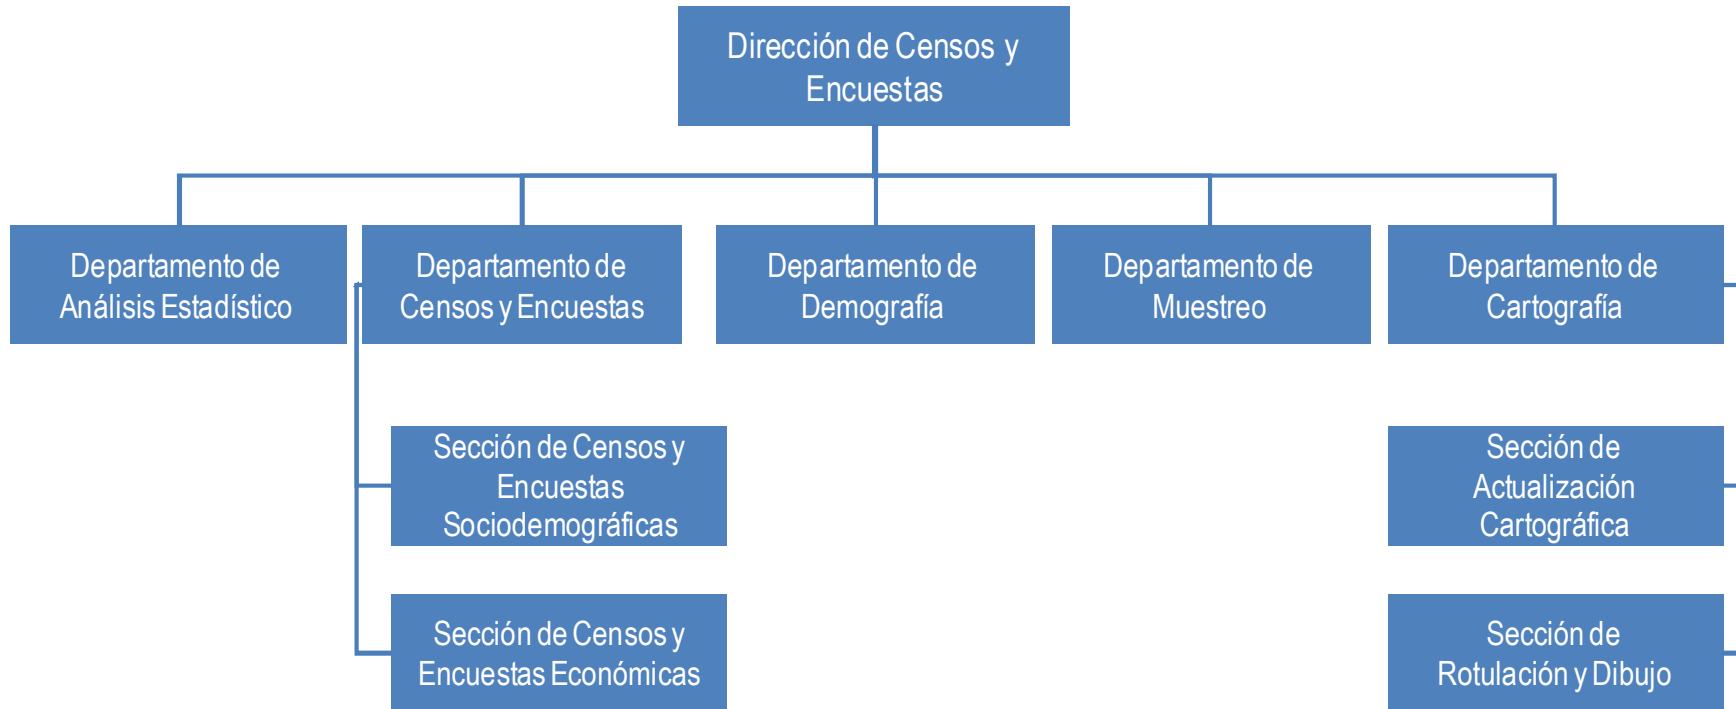 Dirección de Censos y
Encuestas
Departamento de
Análisis Estadístico
Departamento de
Censos y Encuestas
Departamento de
Demografía
Departamento de
Muestreo
Departamento de
Cartografía
Sección de Censos y
Encuestas
Sociodemográficas
Sección de
Actualización
Cartográfica
Sección de Censos y
Encuestas Económicas
Sección de
Rotulación y Dibujo